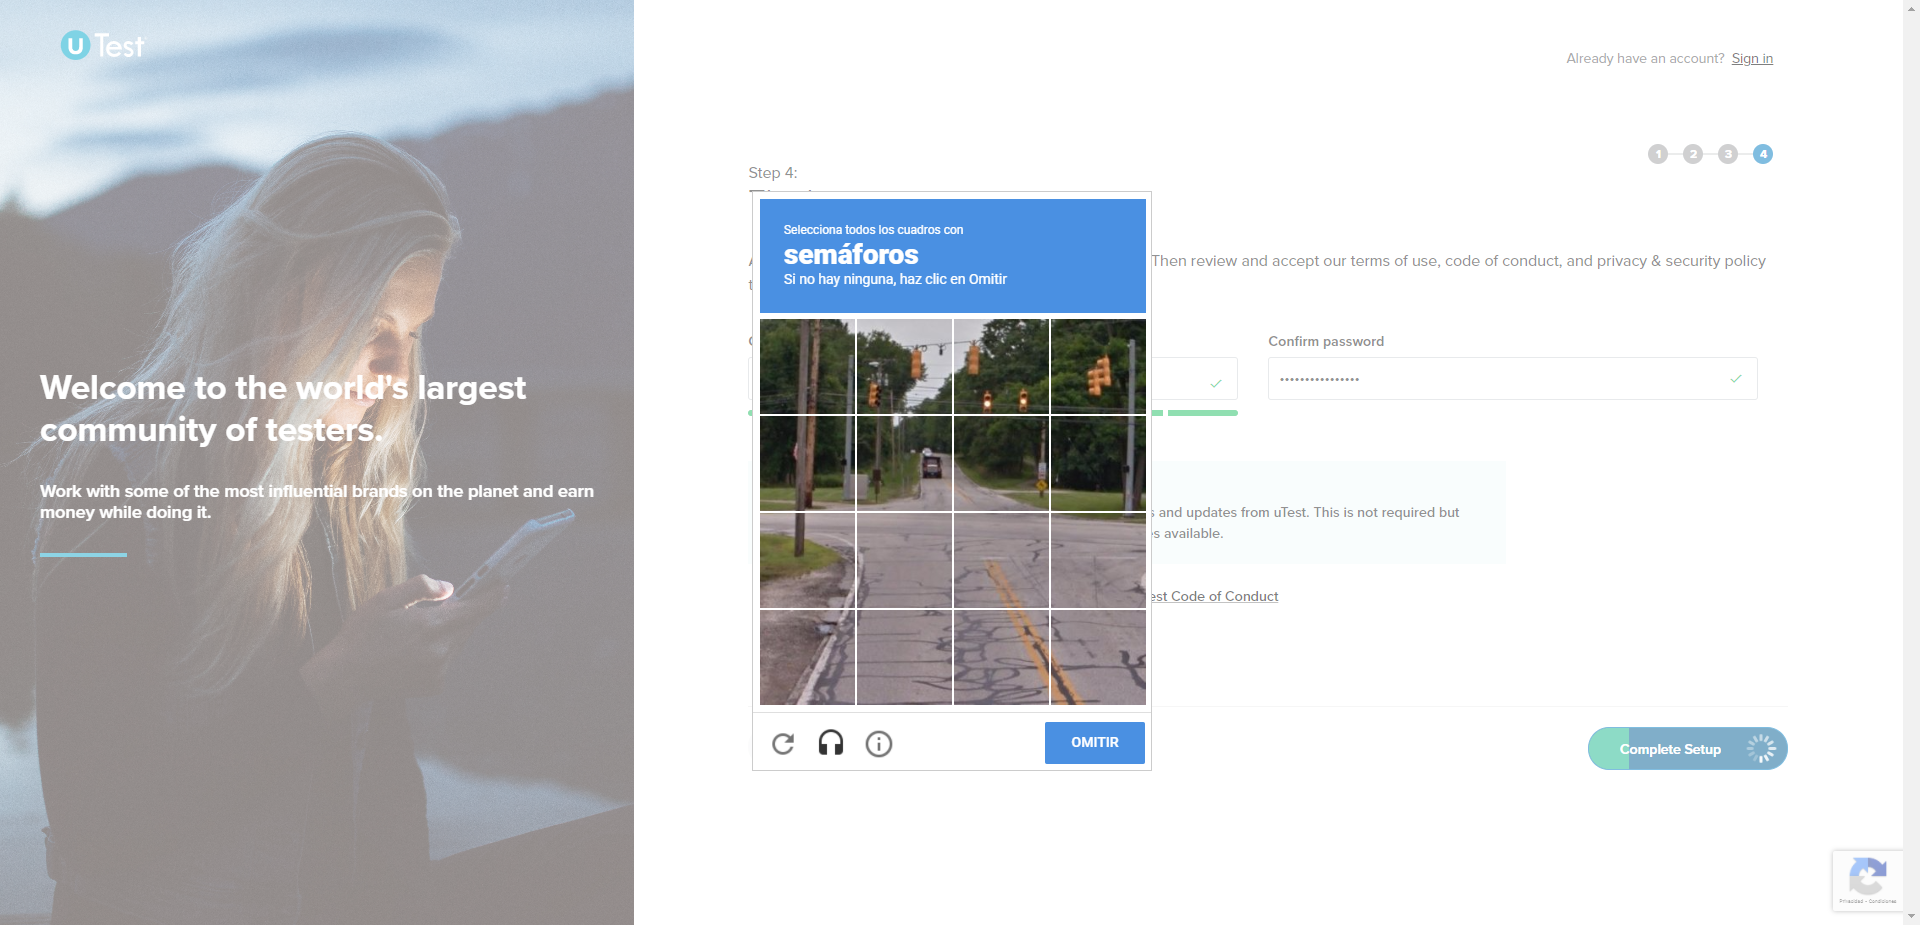 uTest
Already have an account? Sign in
1 2 3 4
Step 4:
Selecciona todos los cuadros con
semáforos
Si no hay ninguna, haz clic en Omitir
Then review and accept our terms of use, code of conduct, and privacy & security policy
Confirm password
Welcome to the world's largest
community of testers.
Work with some of the most influential brands on the planet and earn
money while doing it.
and updates from uTest. This is not required but
available.
Code of Conduct
OMITIR
Complete Setup
Privacidad - Condiciones